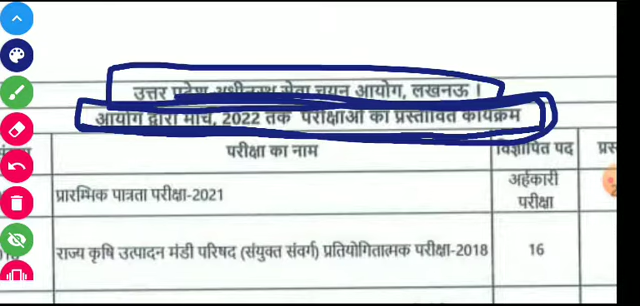 उत्तर प्रदेश अधीनस्थ सेवा चयन आयोग, लखनऊ ।
आयोग द्वारा मार्च, 2022 तक परीक्षाओं का प्रस्तावित कार्यक्रम
परीक्षा का नाम विज्ञापित पद
प्रारम्भिक पात्रता परीक्षा-2021 अर्हकारी
परीक्षा
राज्य कृषि उत्पादन मंडी परिषद (संयुक्त संवर्ग) प्रतियोगितात्मक परीक्षा-2018 16